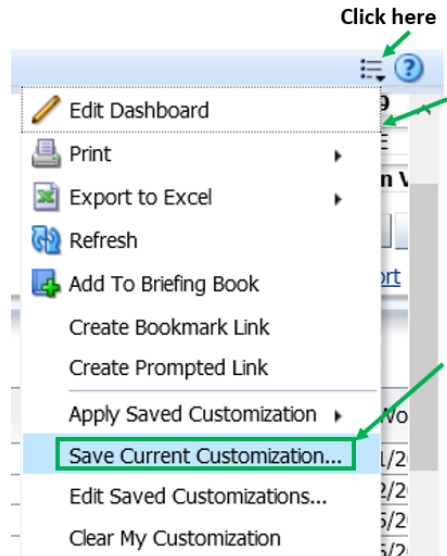 Click here
Edit Dashboard
Print
Export to Excel
Refresh
Add To Briefing Book
Create Bookmark Link
Create Prompted Link
Apply Saved Customization
Save Current Customization...
Edit Saved Customizations...
Clear My Customization